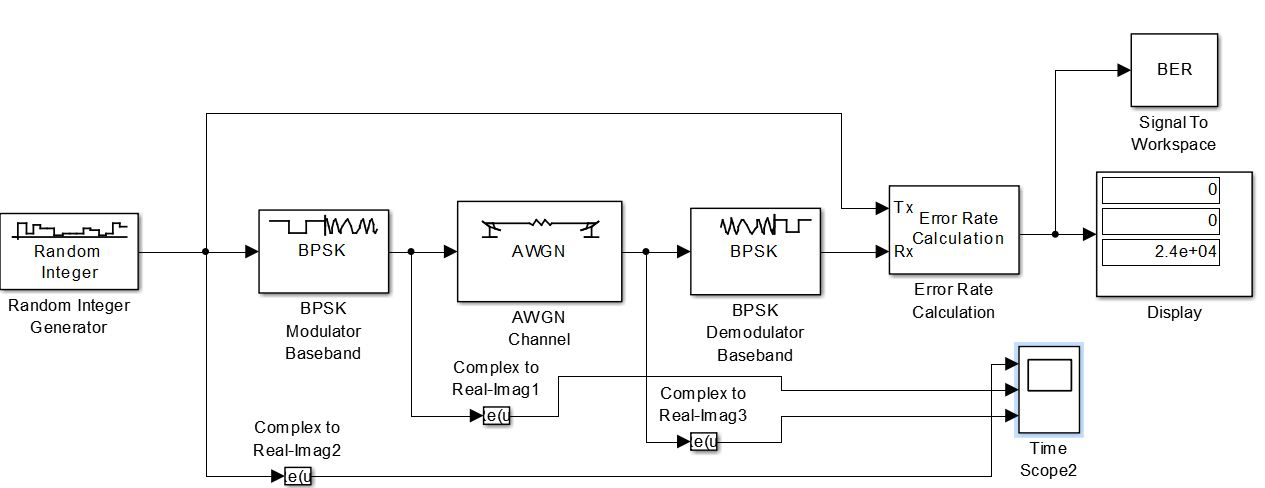 BER
Signal To
Workspace
Random
Integer
Random Integer
Generator
BPSK
BPSK
Modulator
Baseband
AWGN
AWGN
Channel
BPSK
BPSK
Demodulator
Baseband
Tx
Rx
Error Rate
Calculation
Error Rate
Calculation
0
0
2.4e+04
Display
Complex to
Real-Imag1
.e(u
Complex to
Real-Imag3
.e(u
Complex to
Real-Imag2
.e(u
Time
Scope2